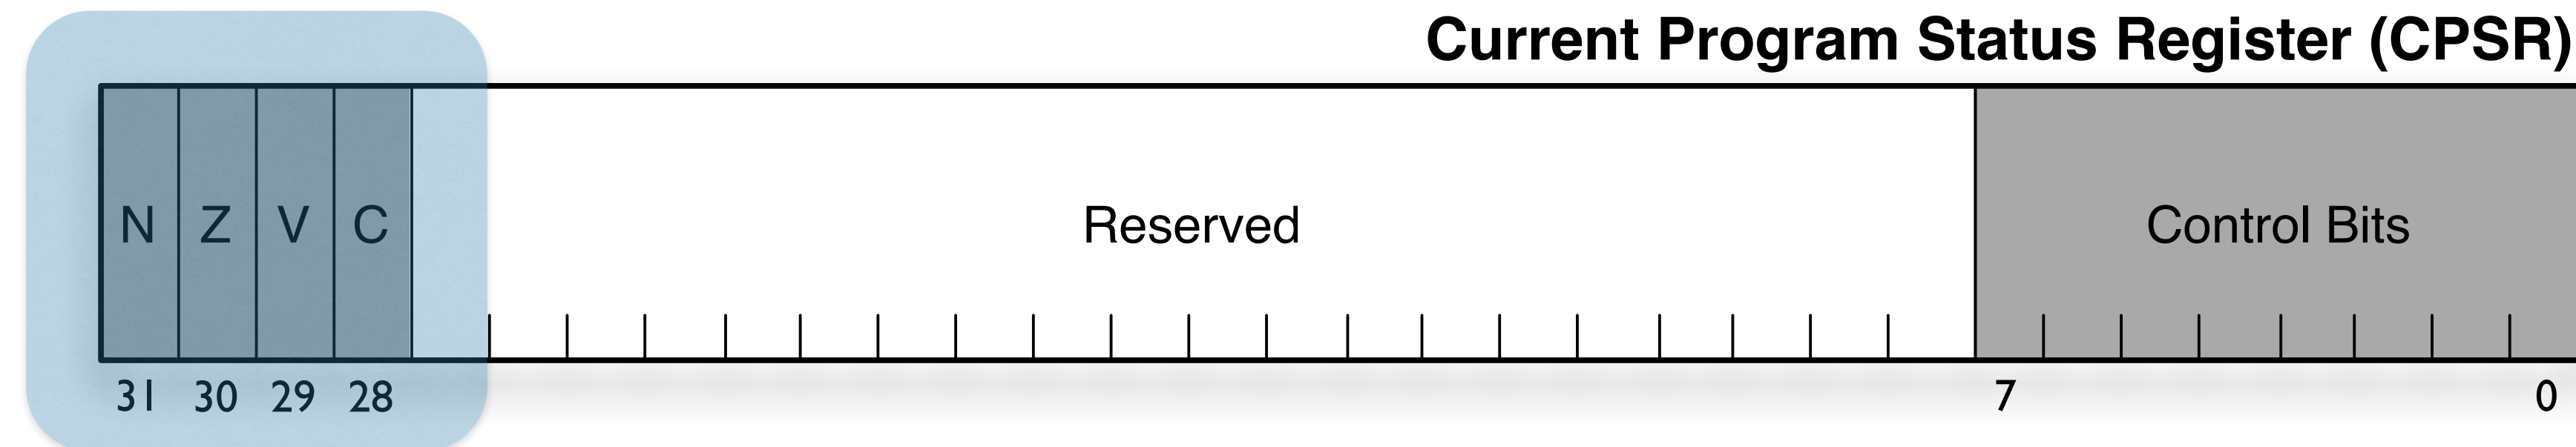 Current Program Status Register (CPSR)
N Z V C Reserved Control Bits
31 30 29 28 7 0